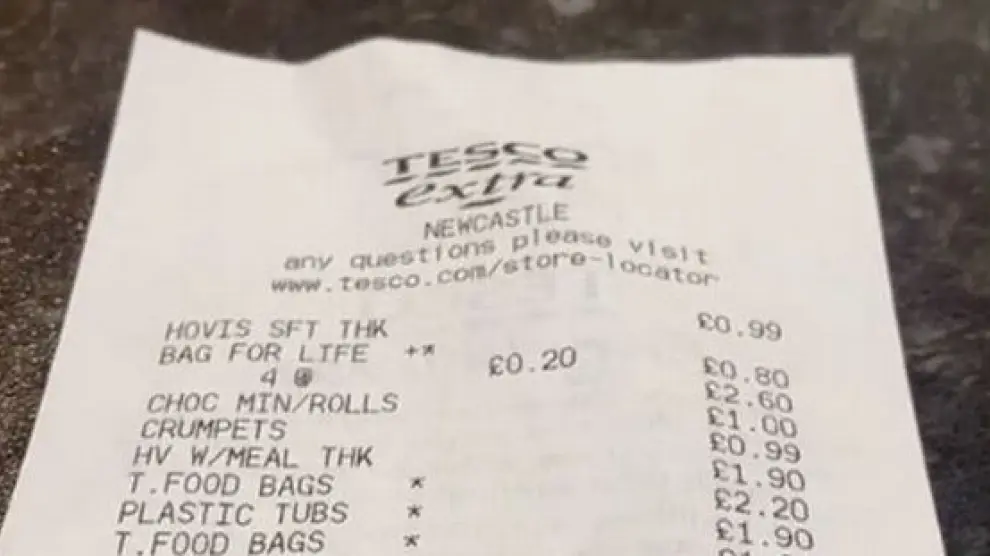 TESCO
extra
NEWCASTLE
any questions please visit
www.tesco.com/store-locator
HOVIS SFT THK £0.99
BAG FOR LIFE +*
4 @ £0.20 £0.80
CHOC MIN/ROLLS £2.60
CRUMPETS £1.00
HV W/MEAL THK £0.99
T.FOOD BAGS * £1.90
PLASTIC TUBS * £2.20
T.FOOD BAGS * £1.90